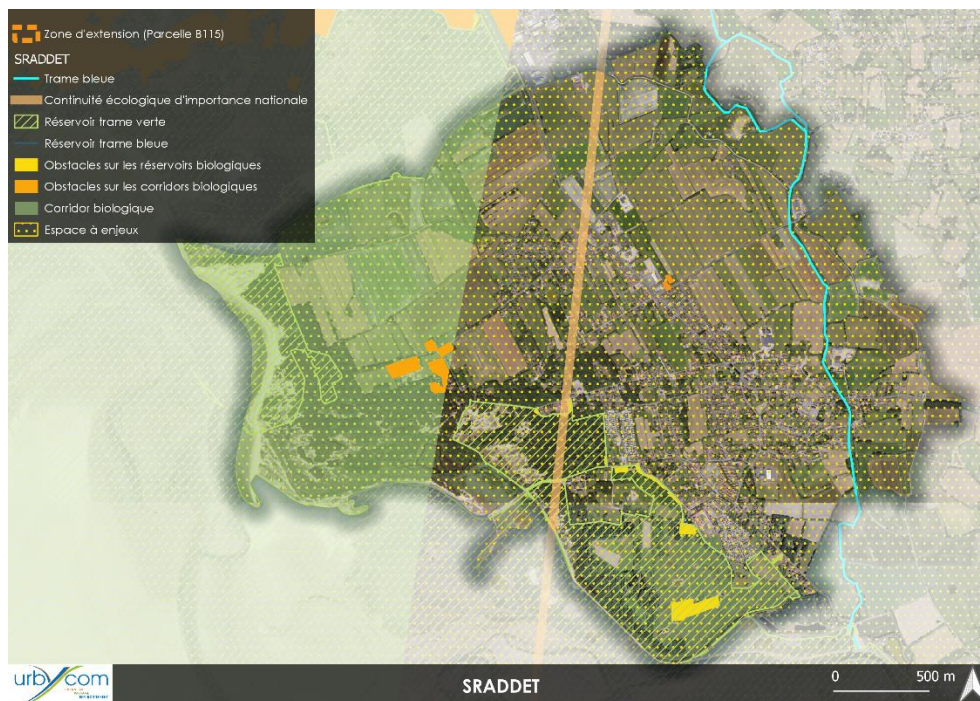 Zone d'extension (Parcelle B115)
SRADDET
Trame bleue
Continuité écologique d'importance nationale
Réservoir trame verte
Réservoir trame bleue
Obstacles sur les réservoirs biologiques
Obstacles sur les corridors biologiques
Corridor biologique
Espace à enjeux
urbycom
SRADDET
0 500 m